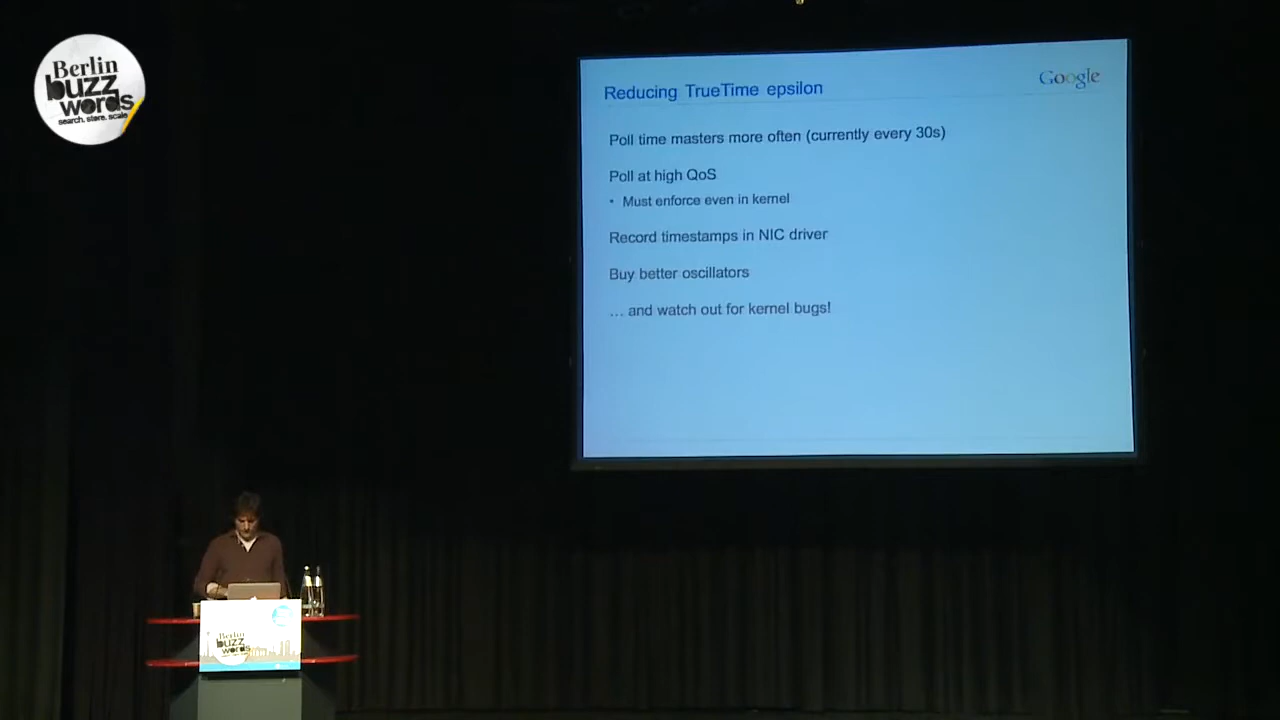 Berlin
buzz
words
search. store. scale
Reducing TrueTime epsilon
Google
Poll time masters more often (currently every 30s)
Poll at high QoS
• Must enforce even in kernel
Record timestamps in NIC driver
Buy better oscillators
… and watch out for kernel bugs!
Berlin
buzz
words